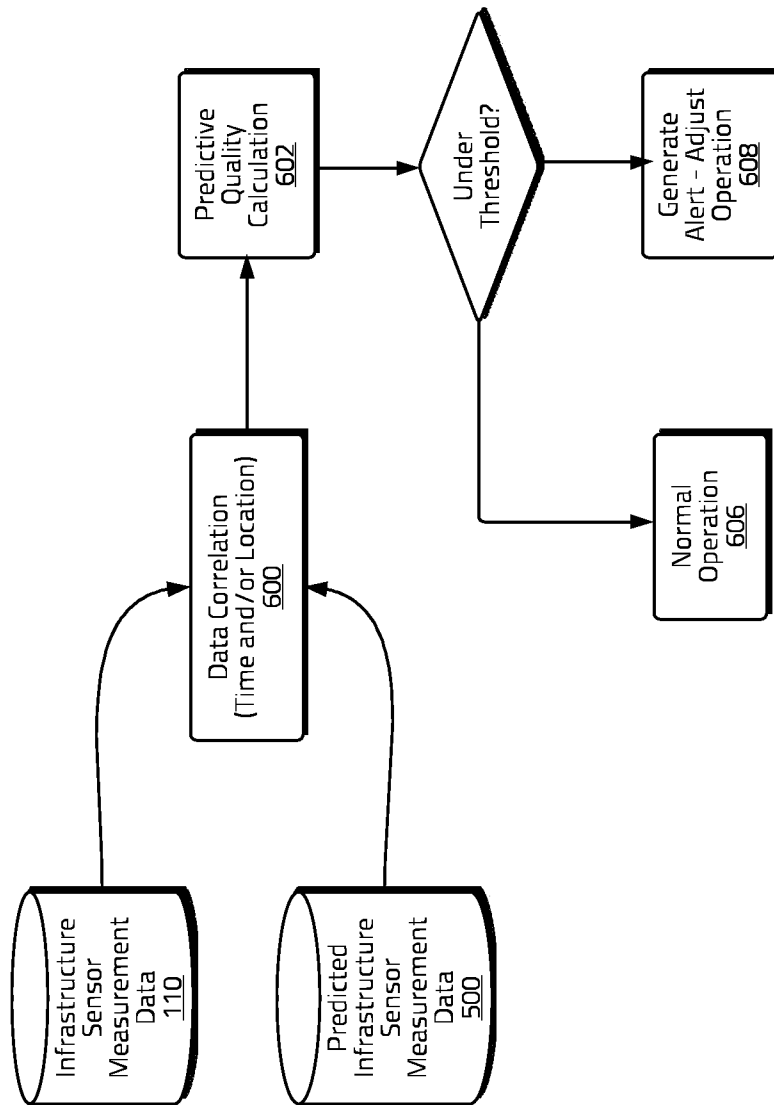 Infrastructure
Sensor
Measurement
Data
110
Predicted
Infrastructure
Sensor
Measurement
Data
500
Data Correlation
(Time and/or Location)
600
Predictive
Quality
Calculation
602
Under
Threshold?
Normal
Operation
606
Generate
Alert - Adjust
Operation
608